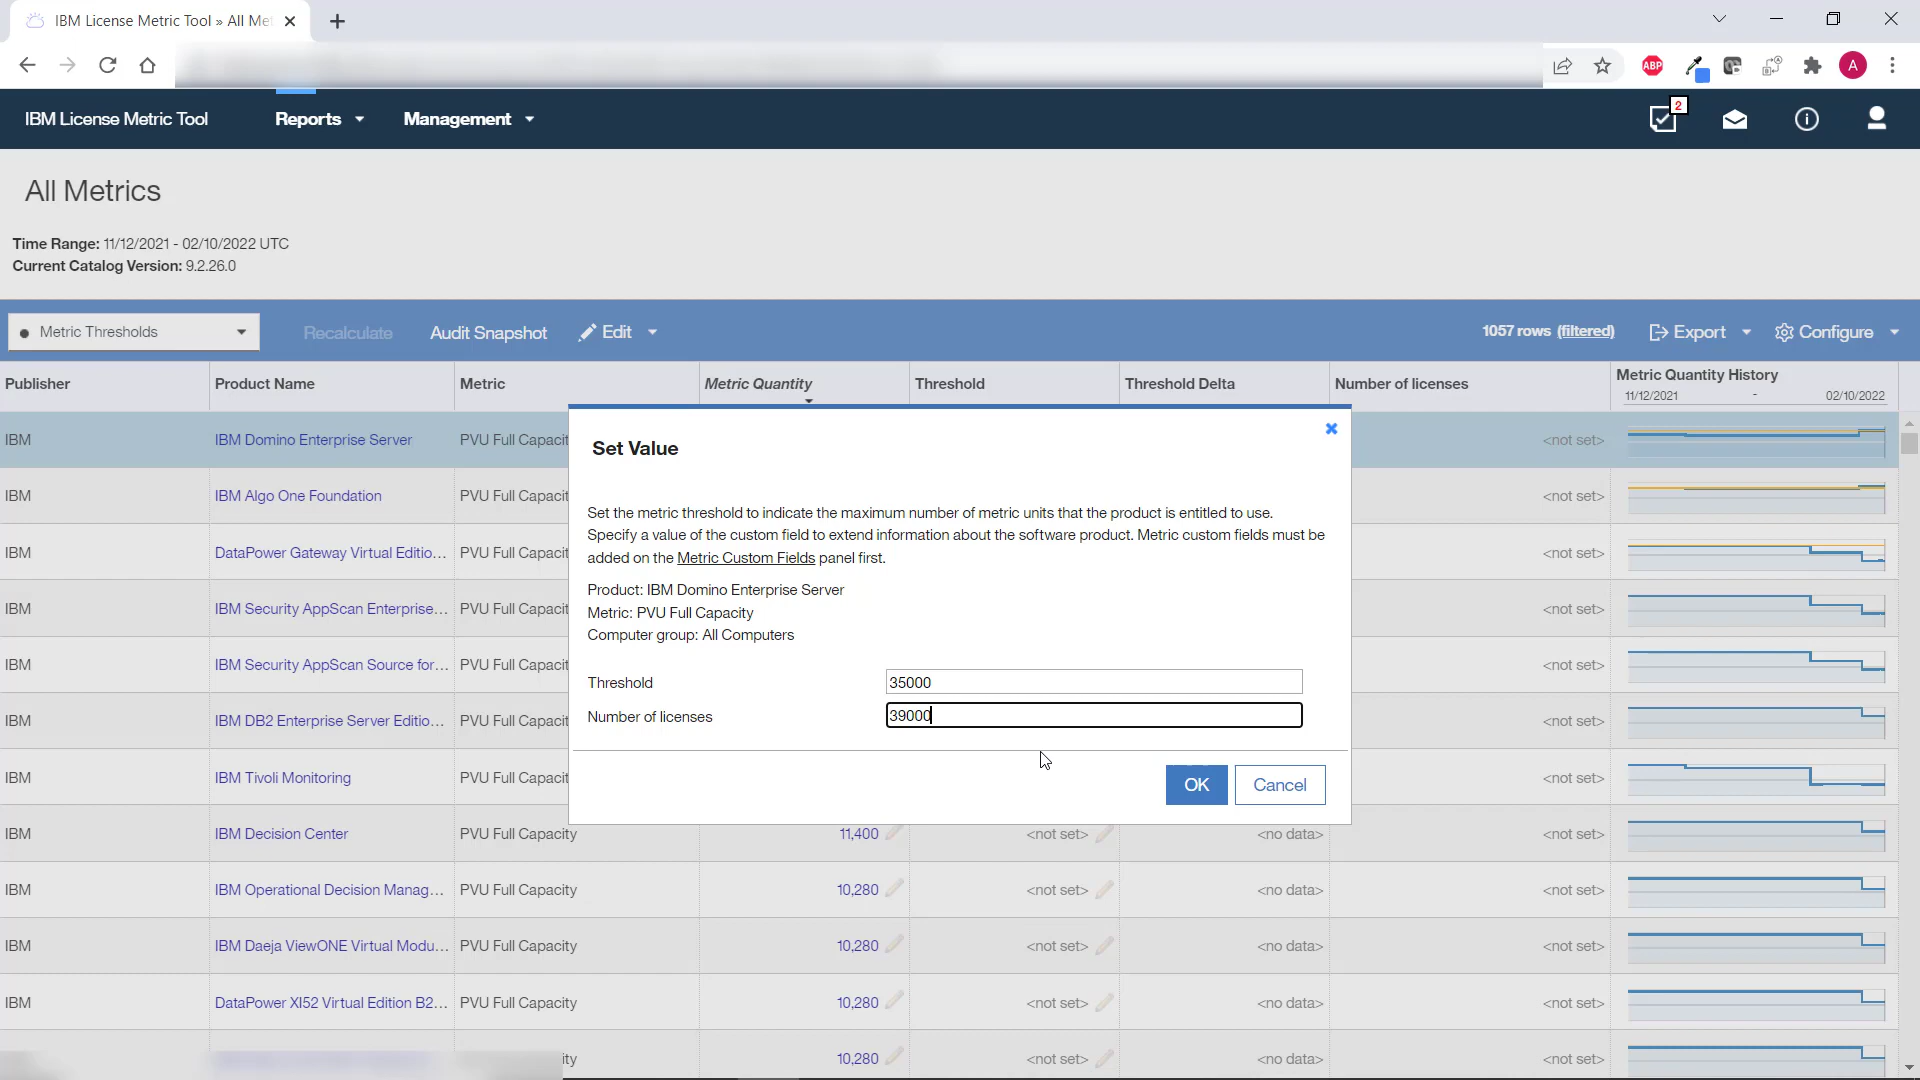 IBM License Metric Tool » All Met
ABP
A
IBM License Metric Tool
Reports
Management
2
All Metrics
Time Range: 11/12/2021 - 02/10/2022 UTC
Current Catalog Version: 9.2.26.0
Metric Thresholds
Recalculate
Audit Snapshot
Edit
1057 rows (filtered)
Export
Configure
Publisher
Product Name
Metric
Metric Quantity
Threshold
Threshold Delta
Number of licenses
Metric Quantity History
11/12/2021 - 02/10/2022
IBM IBM Domino Enterprise Server PVU Full Capacit <not set>
IBM IBM Algo One Foundation PVU Full Capacit <not set>
IBM DataPower Gateway Virtual Editio... PVU Full Capacit <not set>
IBM IBM Security AppScan Enterprise... PVU Full Capacit <not set>
IBM IBM Security AppScan Source for... PVU Full Capacit <not set>
IBM IBM DB2 Enterprise Server Editio... PVU Full Capacit <not set>
IBM IBM Tivoli Monitoring PVU Full Capacit <not set>
IBM IBM Decision Center PVU Full Capacity 11,400 <not set> <no data> <not set>
IBM IBM Operational Decision Manag... PVU Full Capacity 10,280 <not set> <no data> <not set>
IBM IBM Daeja ViewONE Virtual Modu... PVU Full Capacity 10,280 <not set> <no data> <not set>
IBM DataPower XI52 Virtual Edition B2... PVU Full Capacity 10,280 <not set> <no data> <not set>
ity 10,280 <not set> <no data> <not set>
Set Value
Set the metric threshold to indicate the maximum number of metric units that the product is entitled to use.
Specify a value of the custom field to extend information about the software product. Metric custom fields must be
added on the Metric Custom Fields panel first.
Product: IBM Domino Enterprise Server
Metric: PVU Full Capacity
Computer group: All Computers
Threshold 35000
Number of licenses 39000
OK
Cancel